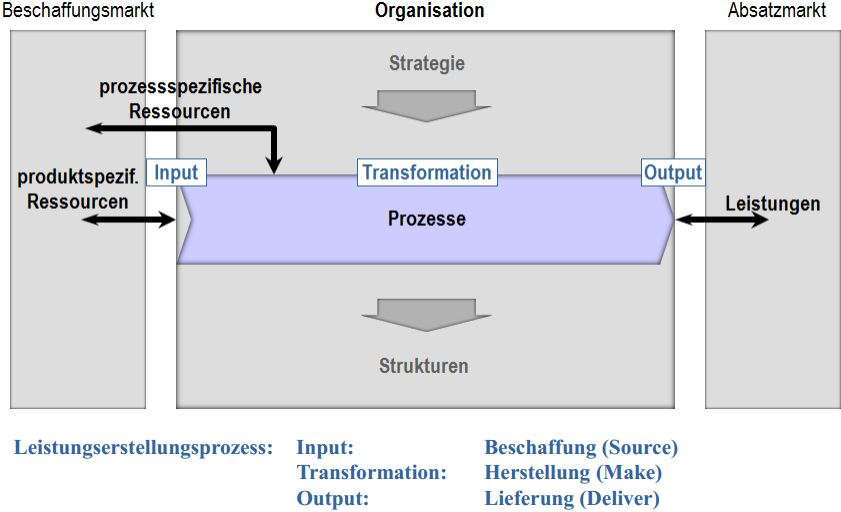 Beschaffungsmarkt
Organisation
Absatzmarkt
Strategie
prozessspezifische
Ressourcen
produktspezif.
Ressourcen
Input
Transformation
Output
Prozesse
Leistungen
Strukturen
Leistungserstellungsprozess: Input: Beschaffung (Source)
Transformation: Herstellung (Make)
Output: Lieferung (Deliver)